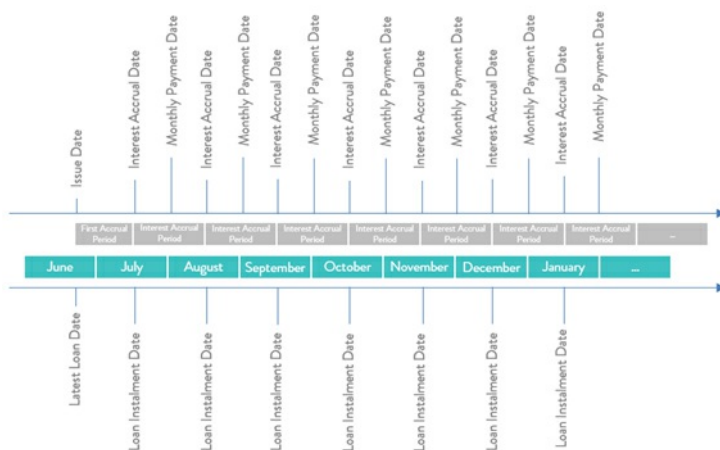 Issue Date
Interest Accrual Date
Monthly Payment Date
Interest Accrual Date
Monthly Payment Date
Interest Accrual Date
Monthly Payment Date
Interest Accrual Date
Monthly Payment Date
Interest Accrual Date
Monthly Payment Date
Interest Accrual Date
Monthly Payment Date
Interest Accrual Date
Monthly Payment Date
First Accrual
Period
Interest Accrual
Period
Interest Accrual
Period
Interest Accrual
Period
Interest Accrual
Period
Interest Accrual
Period
Interest Accrual
Period
Interest Accrual
Period
...
June
July
August
September
October
November
December
January
...
Latest Loan Date
Loan Instalment Date
Loan Instalment Date
Loan Instalment Date
Loan Instalment Date
Loan Instalment Date
Loan Instalment Date
Loan Instalment Date